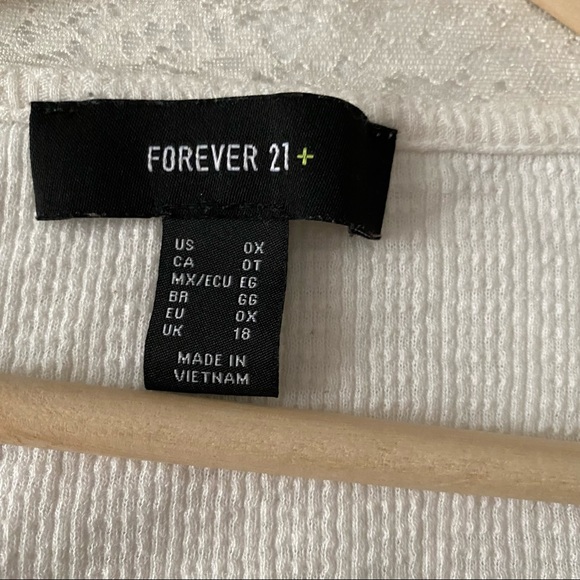 FOREVER 21+
US 0X
CA 0T
MX/ECU EG
BR GG
EU 0X
UK 18
MADE IN
VIETNAM